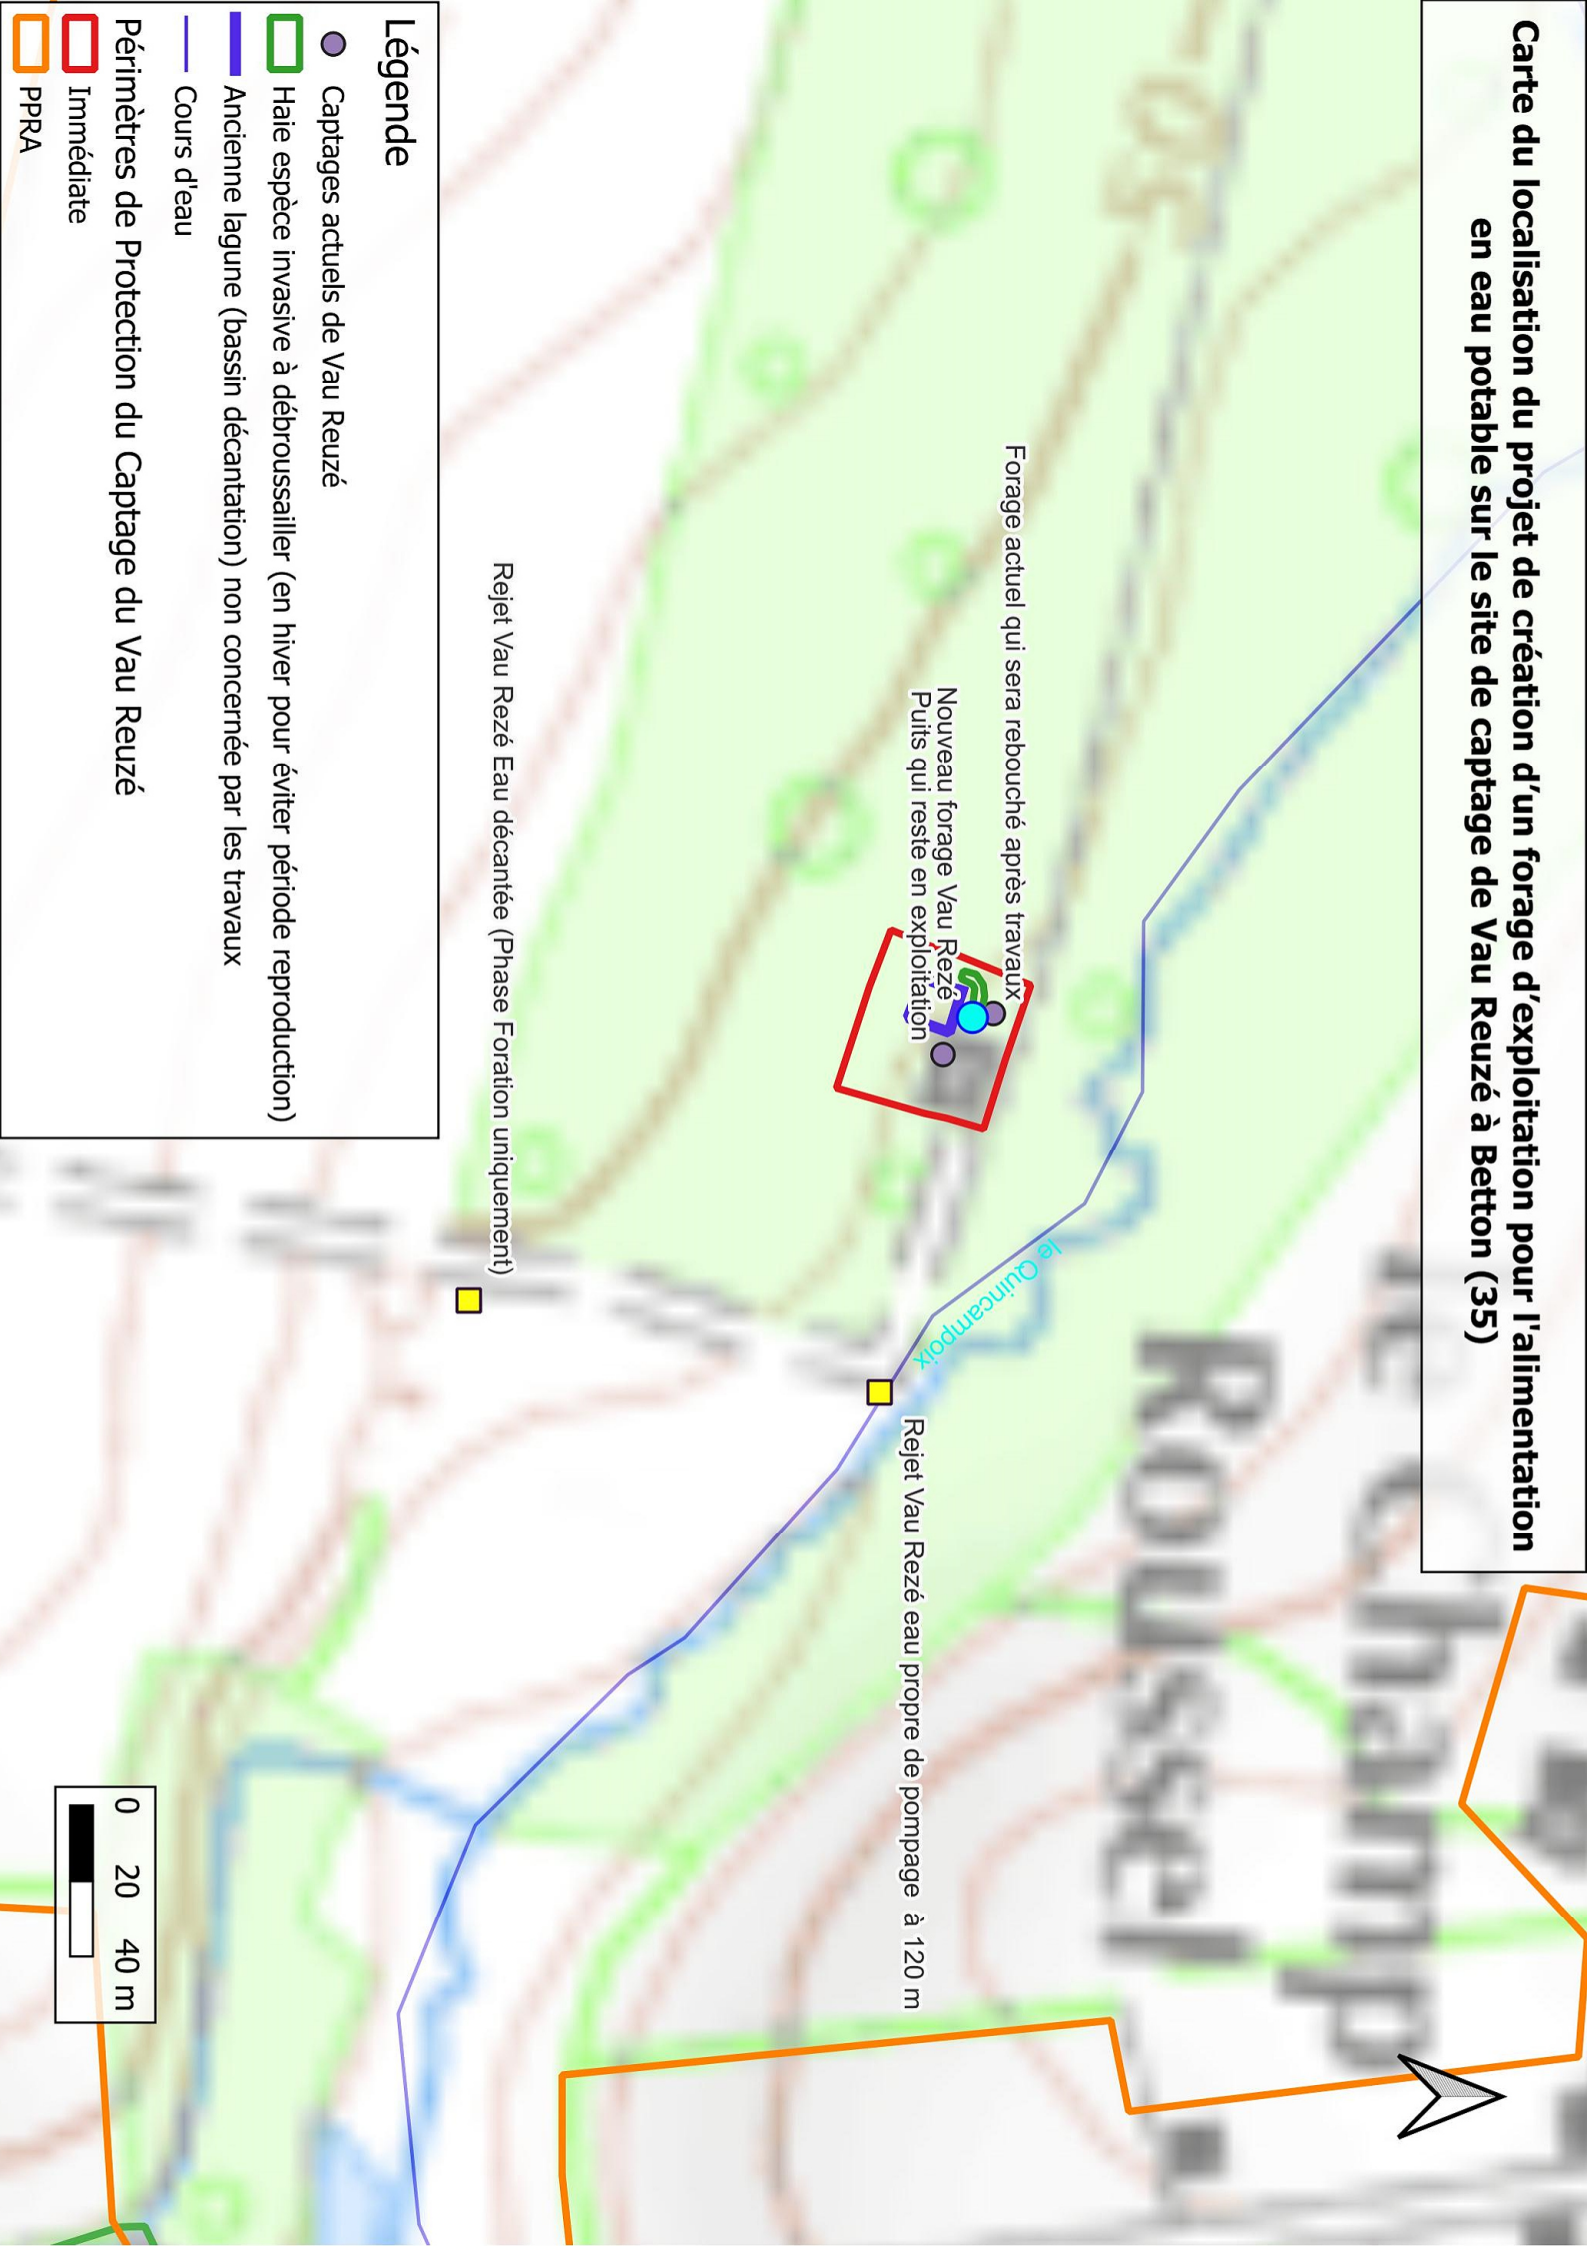 Carte du localisation du projet de création d'un forage d'exploitation pour l'alimentation
en eau potable sur le site de captage de Vau Reuzé à Betton (35)
le Champ
Roussel
50
Forage actuel qui sera rebouché après travaux
Nouveau forage Vau Rezé
Puits qui reste en exploitation
le Quincampoix
Rejet Vau Rezé eau propre de pompage à 120 m
Rejet Vau Rezé Eau décantée (Phase Foration uniquement)
Légende
Captages actuels de Vau Reuzé
Haie espèce invasive à débroussailler (en hiver pour éviter période reproduction)
Ancienne lagune (bassin décantation) non concernée par les travaux
Cours d'eau
Périmètres de Protection du Captage du Vau Reuzé
Immédiate
PPRA
0 20 40 m